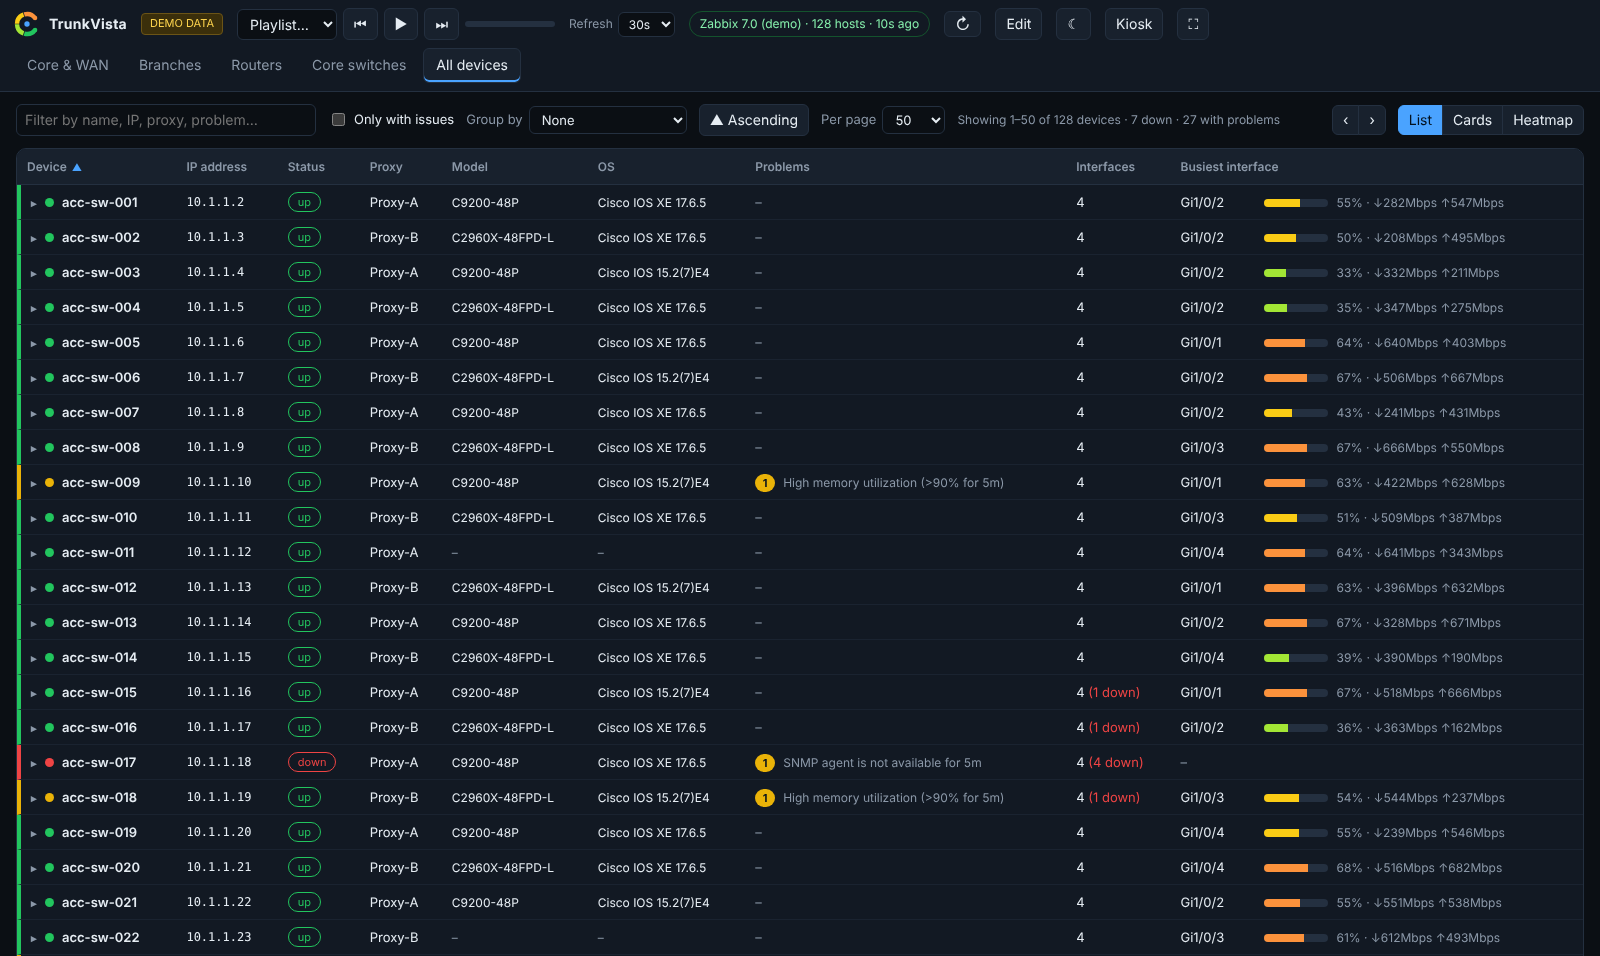 TrunkVista DEMO DATA Playlist... Refresh 30s Zabbix 7.0 (demo) · 128 hosts · 10s ago Edit Kiosk
Core & WAN Branches Routers Core switches All devices
Filter by name, IP, proxy, problem... Only with issues Group by None ▲ Ascending Per page 50 Showing 1–50 of 128 devices · 7 down · 27 with problems ‹ › List Cards Heatmap
Device ▲ IP address Status Proxy Model OS Problems Interfaces Busiest interface
▸ acc-sw-001 10.1.1.2 up Proxy-A C9200-48P Cisco IOS XE 17.6.5 – 4 Gi1/0/2 55% · ↓282Mbps ↑547Mbps
▸ acc-sw-002 10.1.1.3 up Proxy-B C2960X-48FPD-L Cisco IOS XE 17.6.5 – 4 Gi1/0/2 50% · ↓208Mbps ↑495Mbps
▸ acc-sw-003 10.1.1.4 up Proxy-A C9200-48P Cisco IOS 15.2(7)E4 – 4 Gi1/0/2 33% · ↓332Mbps ↑211Mbps
▸ acc-sw-004 10.1.1.5 up Proxy-B C2960X-48FPD-L Cisco IOS XE 17.6.5 – 4 Gi1/0/2 35% · ↓347Mbps ↑275Mbps
▸ acc-sw-005 10.1.1.6 up Proxy-A C9200-48P Cisco IOS XE 17.6.5 – 4 Gi1/0/1 64% · ↓640Mbps ↑403Mbps
▸ acc-sw-006 10.1.1.7 up Proxy-B C2960X-48FPD-L Cisco IOS 15.2(7)E4 – 4 Gi1/0/2 67% · ↓506Mbps ↑667Mbps
▸ acc-sw-007 10.1.1.8 up Proxy-A C9200-48P Cisco IOS XE 17.6.5 – 4 Gi1/0/2 43% · ↓241Mbps ↑431Mbps
▸ acc-sw-008 10.1.1.9 up Proxy-B C2960X-48FPD-L Cisco IOS XE 17.6.5 – 4 Gi1/0/3 67% · ↓666Mbps ↑550Mbps
▸ acc-sw-009 10.1.1.10 up Proxy-A C9200-48P Cisco IOS 15.2(7)E4 1 High memory utilization (>90% for 5m) 4 Gi1/0/1 63% · ↓422Mbps ↑628Mbps
▸ acc-sw-010 10.1.1.11 up Proxy-B C2960X-48FPD-L Cisco IOS XE 17.6.5 – 4 Gi1/0/3 51% · ↓509Mbps ↑387Mbps
▸ acc-sw-011 10.1.1.12 up Proxy-A – – – 4 Gi1/0/4 64% · ↓641Mbps ↑343Mbps
▸ acc-sw-012 10.1.1.13 up Proxy-B C2960X-48FPD-L Cisco IOS 15.2(7)E4 – 4 Gi1/0/1 63% · ↓396Mbps ↑632Mbps
▸ acc-sw-013 10.1.1.14 up Proxy-A C9200-48P Cisco IOS XE 17.6.5 – 4 Gi1/0/2 67% · ↓328Mbps ↑671Mbps
▸ acc-sw-014 10.1.1.15 up Proxy-B C2960X-48FPD-L Cisco IOS XE 17.6.5 – 4 Gi1/0/4 39% · ↓390Mbps ↑190Mbps
▸ acc-sw-015 10.1.1.16 up Proxy-A C9200-48P Cisco IOS 15.2(7)E4 – 4 (1 down) Gi1/0/1 67% · ↓518Mbps ↑666Mbps
▸ acc-sw-016 10.1.1.17 up Proxy-B C2960X-48FPD-L Cisco IOS XE 17.6.5 – 4 (1 down) Gi1/0/2 36% · ↓363Mbps ↑162Mbps
▸ acc-sw-017 10.1.1.18 down Proxy-A C9200-48P Cisco IOS XE 17.6.5 1 SNMP agent is not available for 5m 4 (4 down) –
▸ acc-sw-018 10.1.1.19 up Proxy-B C2960X-48FPD-L Cisco IOS 15.2(7)E4 1 High memory utilization (>90% for 5m) 4 (1 down) Gi1/0/3 54% · ↓544Mbps ↑237Mbps
▸ acc-sw-019 10.1.1.20 up Proxy-A C9200-48P Cisco IOS XE 17.6.5 – 4 Gi1/0/4 55% · ↓239Mbps ↑546Mbps
▸ acc-sw-020 10.1.1.21 up Proxy-B C2960X-48FPD-L Cisco IOS XE 17.6.5 – 4 Gi1/0/4 68% · ↓516Mbps ↑682Mbps
▸ acc-sw-021 10.1.1.22 up Proxy-A C9200-48P Cisco IOS 15.2(7)E4 – 4 Gi1/0/2 55% · ↓551Mbps ↑538Mbps
▸ acc-sw-022 10.1.1.23 up Proxy-B – – – 4 Gi1/0/3 61% · ↓612Mbps ↑493Mbps